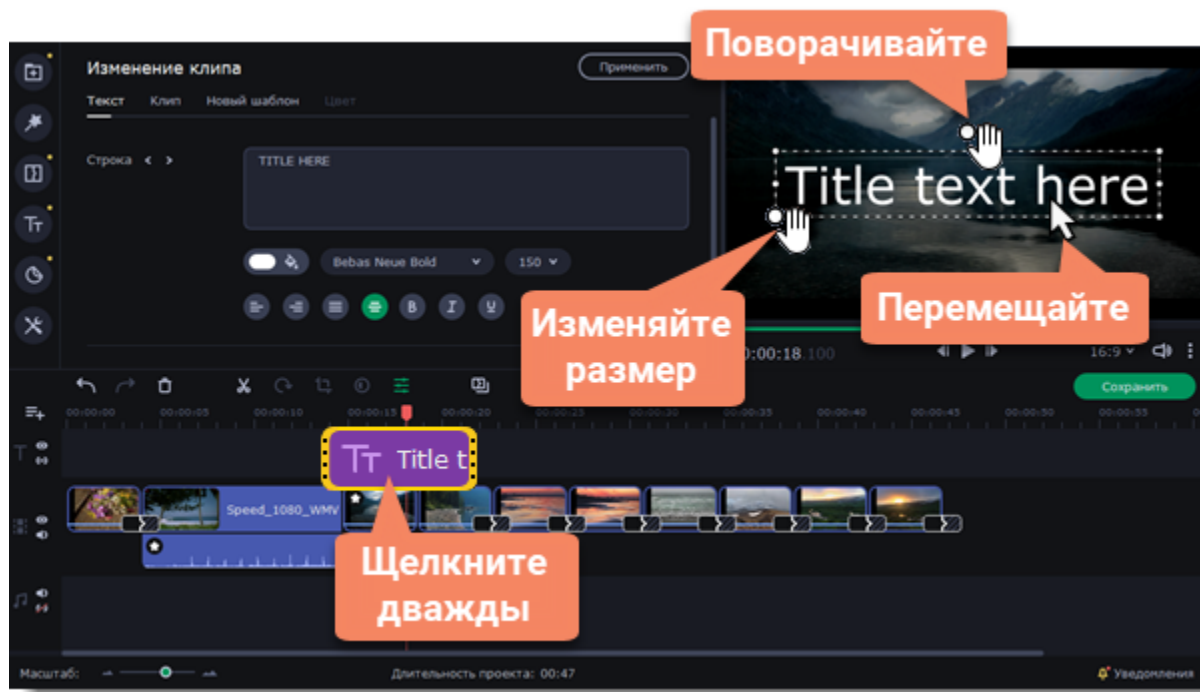 Поворачивайте
Изменение клипа
Применить
Текст Клип Новый шаблон Цвет
Строка < >
TITLE HERE
Title text here
Bebas Neue Bold
150
B I U
Изменяйте
размер
Перемещайте
:00:18.100
16:9
Сохранить
00:00:00 00:00:05 00:00:10 00:00:15 00:00:20 00:00:25 00:00:30 00:00:35 00:00:40 00:00:45 00:00:50 00:00:55
Title t
Speed_1080_WMV
Щелкните
дважды
Масштаб:
Длительность проекта: 00:47
Уведомления